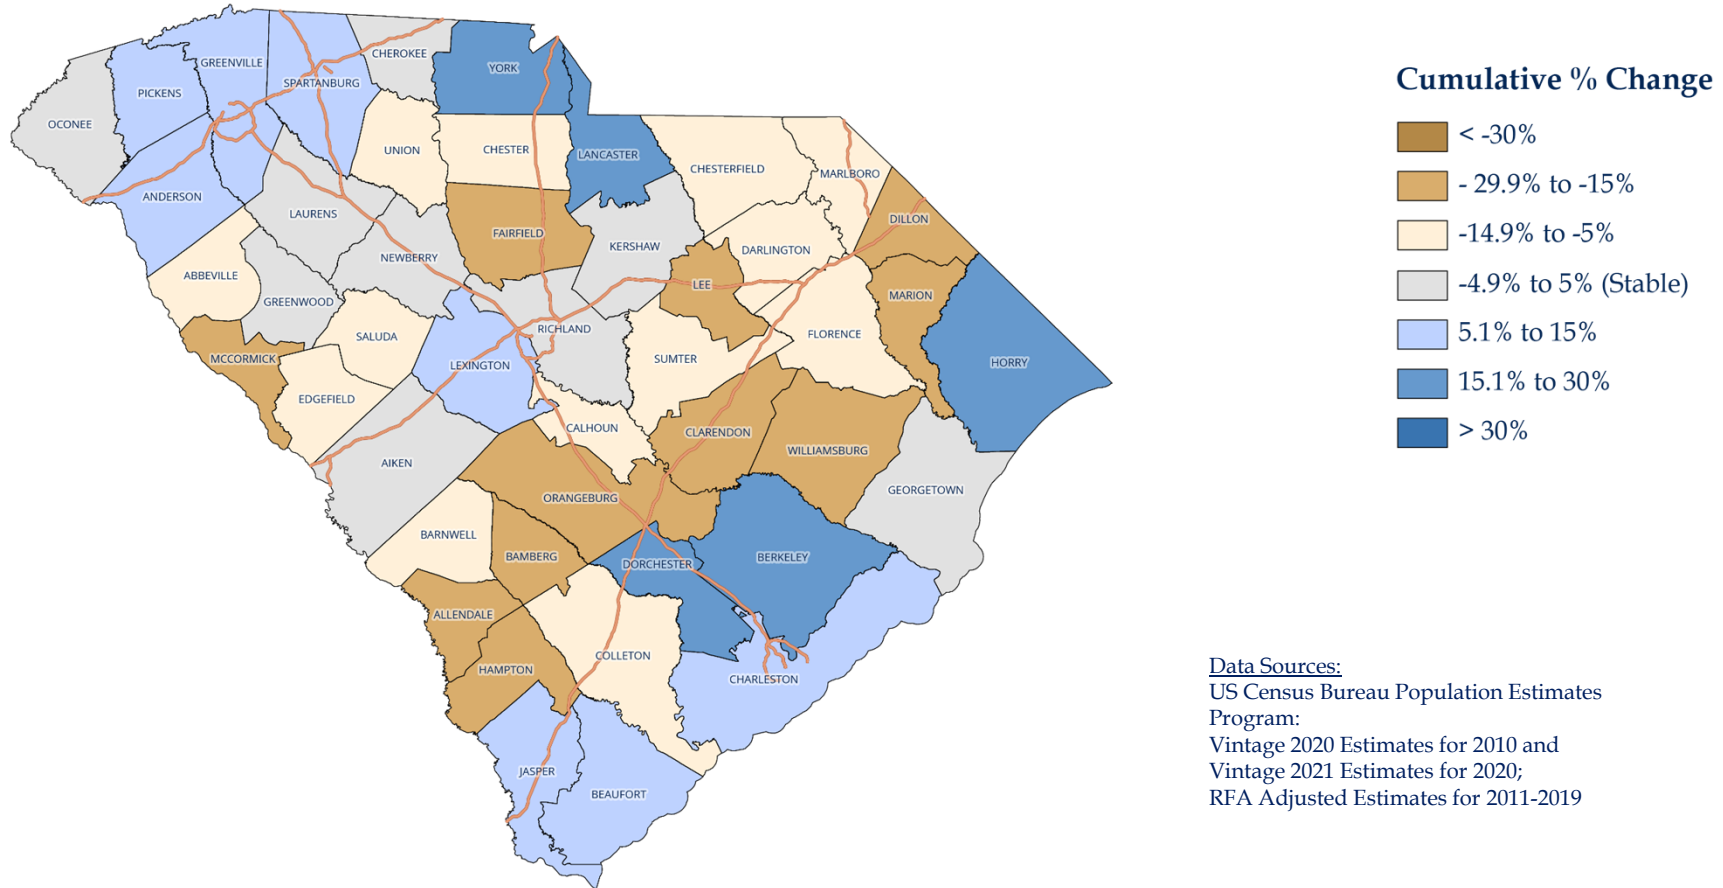 CHEROKEE
GREENVILLE
YORK
SPARTANBURG
PICKENS
OCONEE
UNION
CHESTER
LANCASTER
CHESTERFIELD
MARLBORO
ANDERSON
LAURENS
DILLON
FAIRFIELD
KERSHAW
DARLINGTON
NEWBERRY
ABBEVILLE
LEE
MARION
GREENWOOD
RICHLAND
FLORENCE
SALUDA
MCCORMICK
LEXINGTON
SUMTER
HORRY
EDGEFIELD
CALHOUN
CLARENDON
WILLIAMSBURG
AIKEN
GEORGETOWN
ORANGEBURG
BARNWELL
BAMBERG
DORCHESTER
BERKELEY
ALLENDALE
COLLETON
HAMPTON
CHARLESTON
JASPER
BEAUFORT
Cumulative % Change
< -30%
- 29.9% to -15%
-14.9% to -5%
-4.9% to 5% (Stable)
5.1% to 15%
15.1% to 30%
> 30%
Data Sources:
US Census Bureau Population Estimates
Program:
Vintage 2020 Estimates for 2010 and
Vintage 2021 Estimates for 2020;
RFA Adjusted Estimates for 2011-2019